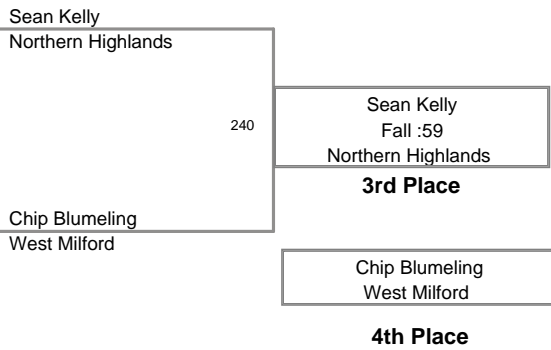 Sean Kelly
Northern Highlands
240
Sean Kelly
Fall :59
Northern Highlands
3rd Place
Chip Blumeling
West Milford
Chip Blumeling
West Milford
4th Place